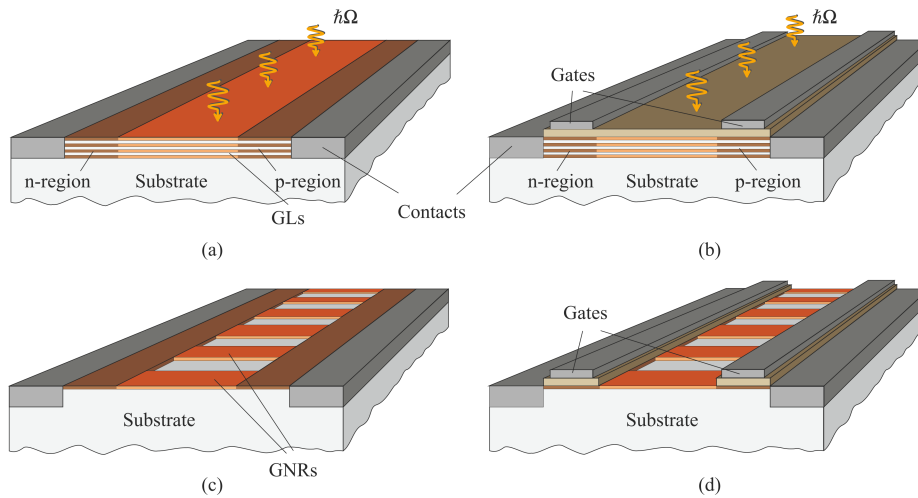 ℏΩ
n-region
Substrate
p-region
GLs
Contacts
(a)
ℏΩ
Gates
n-region
Substrate
p-region
(b)
Substrate
GNRs
(c)
Gates
Substrate
(d)